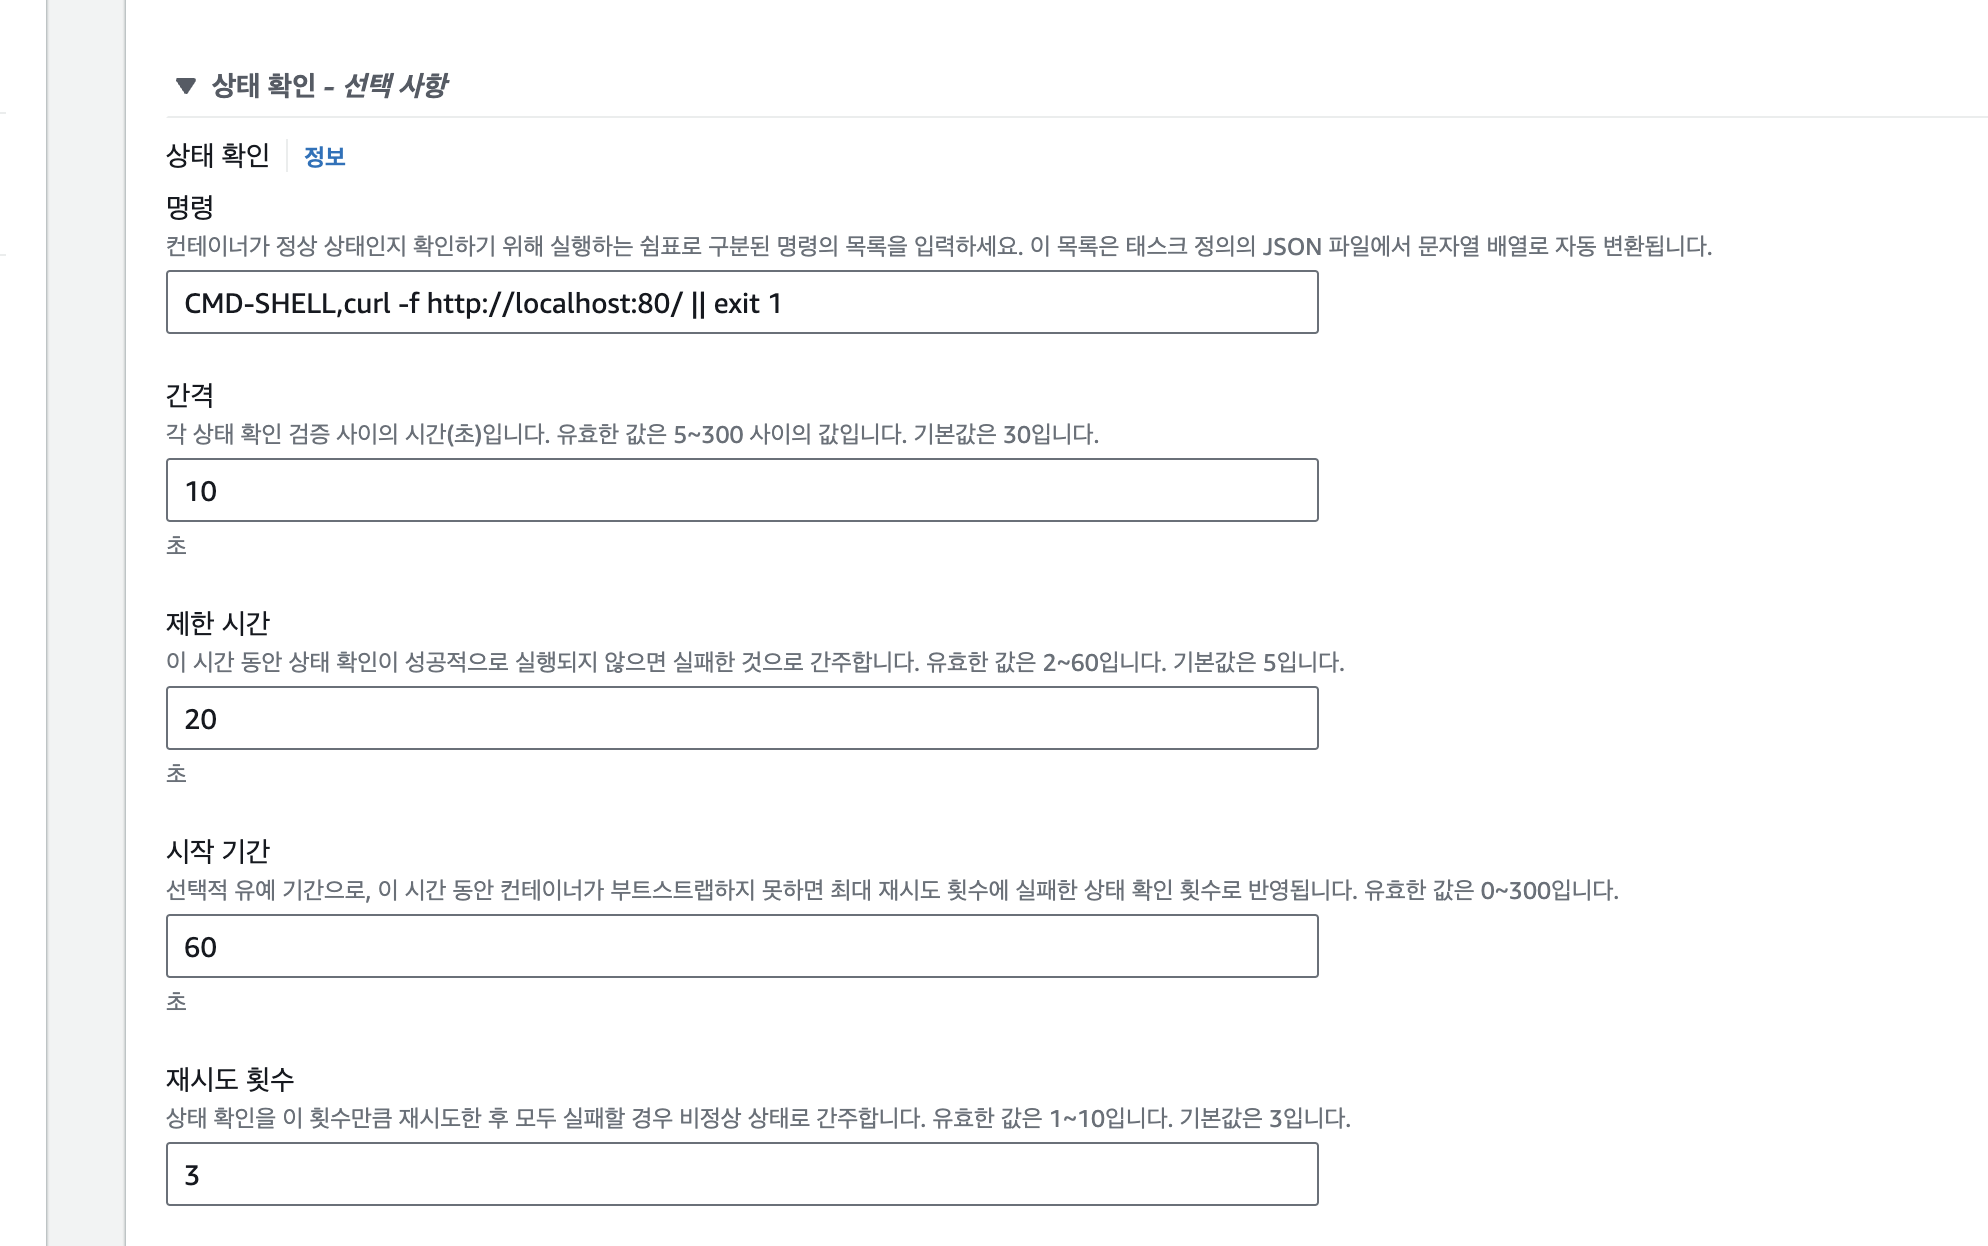 ▼ 상태 확인 - 선택 사항
상태 확인 정보
명령
컨테이너가 정상 상태인지 확인하기 위해 실행하는 쉼표로 구분된 명령의 목록을 입력하세요. 이 목록은 태스크 정의의 JSON 파일에서 문자열 배열로 자동 변환됩니다.
CMD-SHELL,curl -f http://localhost:80/ || exit 1
간격
각 상태 확인 검증 사이의 시간(초)입니다. 유효한 값은 5~300 사이의 값입니다. 기본값은 30입니다.
10
초
제한 시간
이 시간 동안 상태 확인이 성공적으로 실행되지 않으면 실패한 것으로 간주합니다. 유효한 값은 2~60입니다. 기본값은 5입니다.
20
초
시작 기간
선택적 유예 기간으로, 이 시간 동안 컨테이너가 부트스트랩하지 못하면 최대 재시도 횟수에 실패한 상태 확인 횟수로 반영됩니다. 유효한 값은 0~300입니다.
60
초
재시도 횟수
상태 확인을 이 횟수만큼 재시도한 후 모두 실패할 경우 비정상 상태로 간주합니다. 유효한 값은 1~10입니다. 기본값은 3입니다.
3